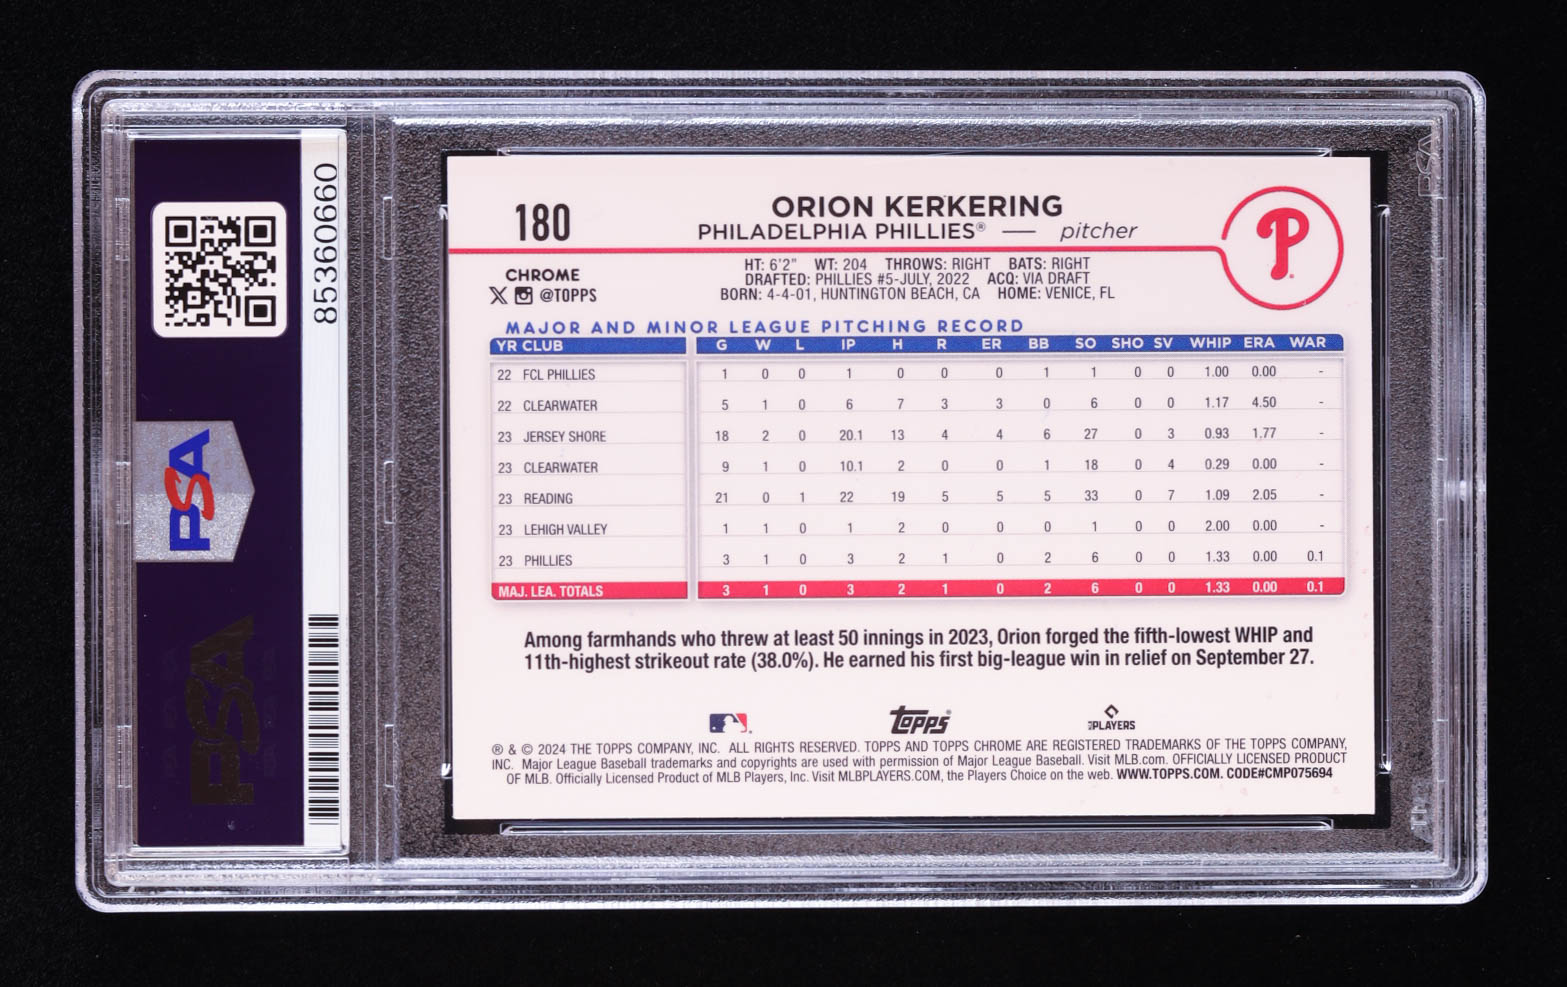 85360660
PSA
PSA
180
ORION KERKERING
PHILADELPHIA PHILLIES® — pitcher
P
CHROME
@TOPPS
HT: 6'2" WT: 204 THROWS: RIGHT BATS: RIGHT
DRAFTED: PHILLIES #5-JULY, 2022 ACQ: VIA DRAFT
BORN: 4-4-01, HUNTINGTON BEACH, CA HOME: VENICE, FL
MAJOR AND MINOR LEAGUE PITCHING RECORD
YR CLUB G W L IP H R ER BB SO SHO SV WHIP ERA WAR
22 FCL PHILLIES 1 0 0 1 0 0 0 1 1 0 0 1.00 0.00 -
22 CLEARWATER 5 1 0 6 7 3 3 0 6 0 0 1.17 4.50 -
23 JERSEY SHORE 18 2 0 20.1 13 4 4 6 27 0 3 0.93 1.77 -
23 CLEARWATER 9 1 0 10.1 2 0 0 1 18 0 4 0.29 0.00 -
23 READING 21 0 1 22 19 5 5 5 33 0 7 1.09 2.05 -
23 LEHIGH VALLEY 1 1 0 1 2 0 0 0 1 0 0 2.00 0.00 -
23 PHILLIES 3 1 0 3 2 1 0 2 6 0 0 1.33 0.00 0.1
MAJ. LEA. TOTALS 3 1 0 3 2 1 0 2 6 0 0 1.33 0.00 0.1
Among farmhands who threw at least 50 innings in 2023, Orion forged the fifth-lowest WHIP and
11th-highest strikeout rate (38.0%). He earned his first big-league win in relief on September 27.
Topps®
PLAYERS
® & © 2024 THE TOPPS COMPANY, INC. ALL RIGHTS RESERVED. TOPPS AND TOPPS CHROME ARE REGISTERED TRADEMARKS OF THE TOPPS COMPANY,
INC. Major League Baseball trademarks and copyrights are used with permission of Major League Baseball. Visit MLB.com. OFFICIALLY LICENSED PRODUCT
OF MLB. Officially Licensed Product of MLB Players, Inc. Visit MLBPLAYERS.COM, the Players Choice on the web. WWW.TOPPS.COM. CODE#CMP075694